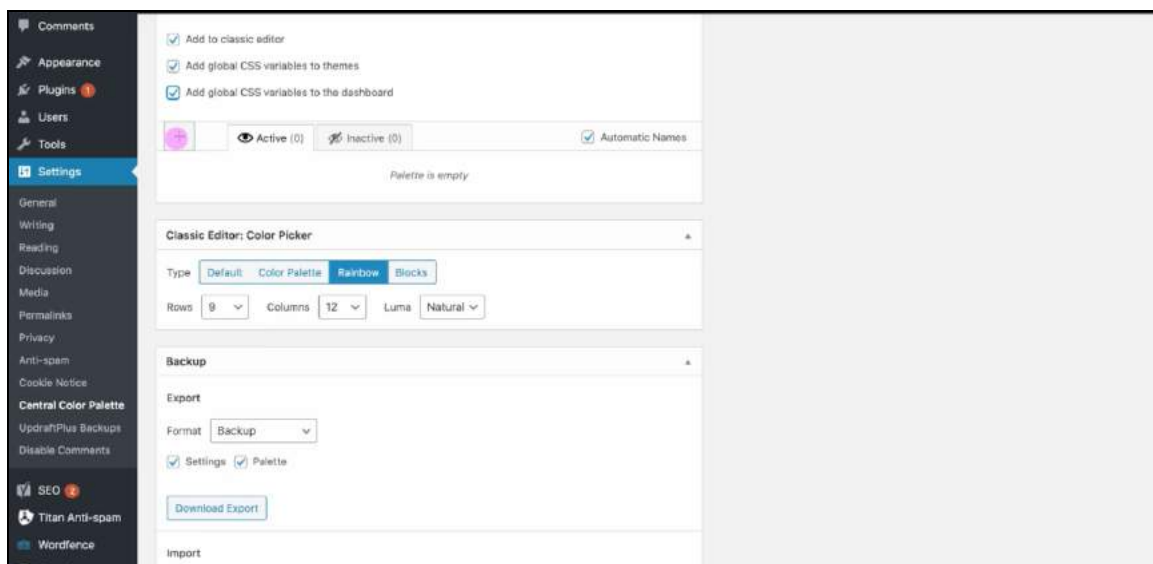 Comments
Appearance
Plugins 1
Users
Tools
Settings
General
Writing
Reading
Discussion
Media
Permalinks
Privacy
Anti-spam
Cookie Notice
Central Color Palette
UpdraftPlus Backups
Disable Comments
SEO 2
Titan Anti-spam
Wordfence
Add to classic editor
Add global CSS variables to themes
Add global CSS variables to the dashboard
Active (0) Inactive (0) Automatic Names
Palette is empty
Classic Editor: Color Picker
Type Default Color Palette Rainbow Blocks
Rows 9 Columns 12 Luma Natural
Backup
Export
Format Backup
Settings Palette
Download Export
Import